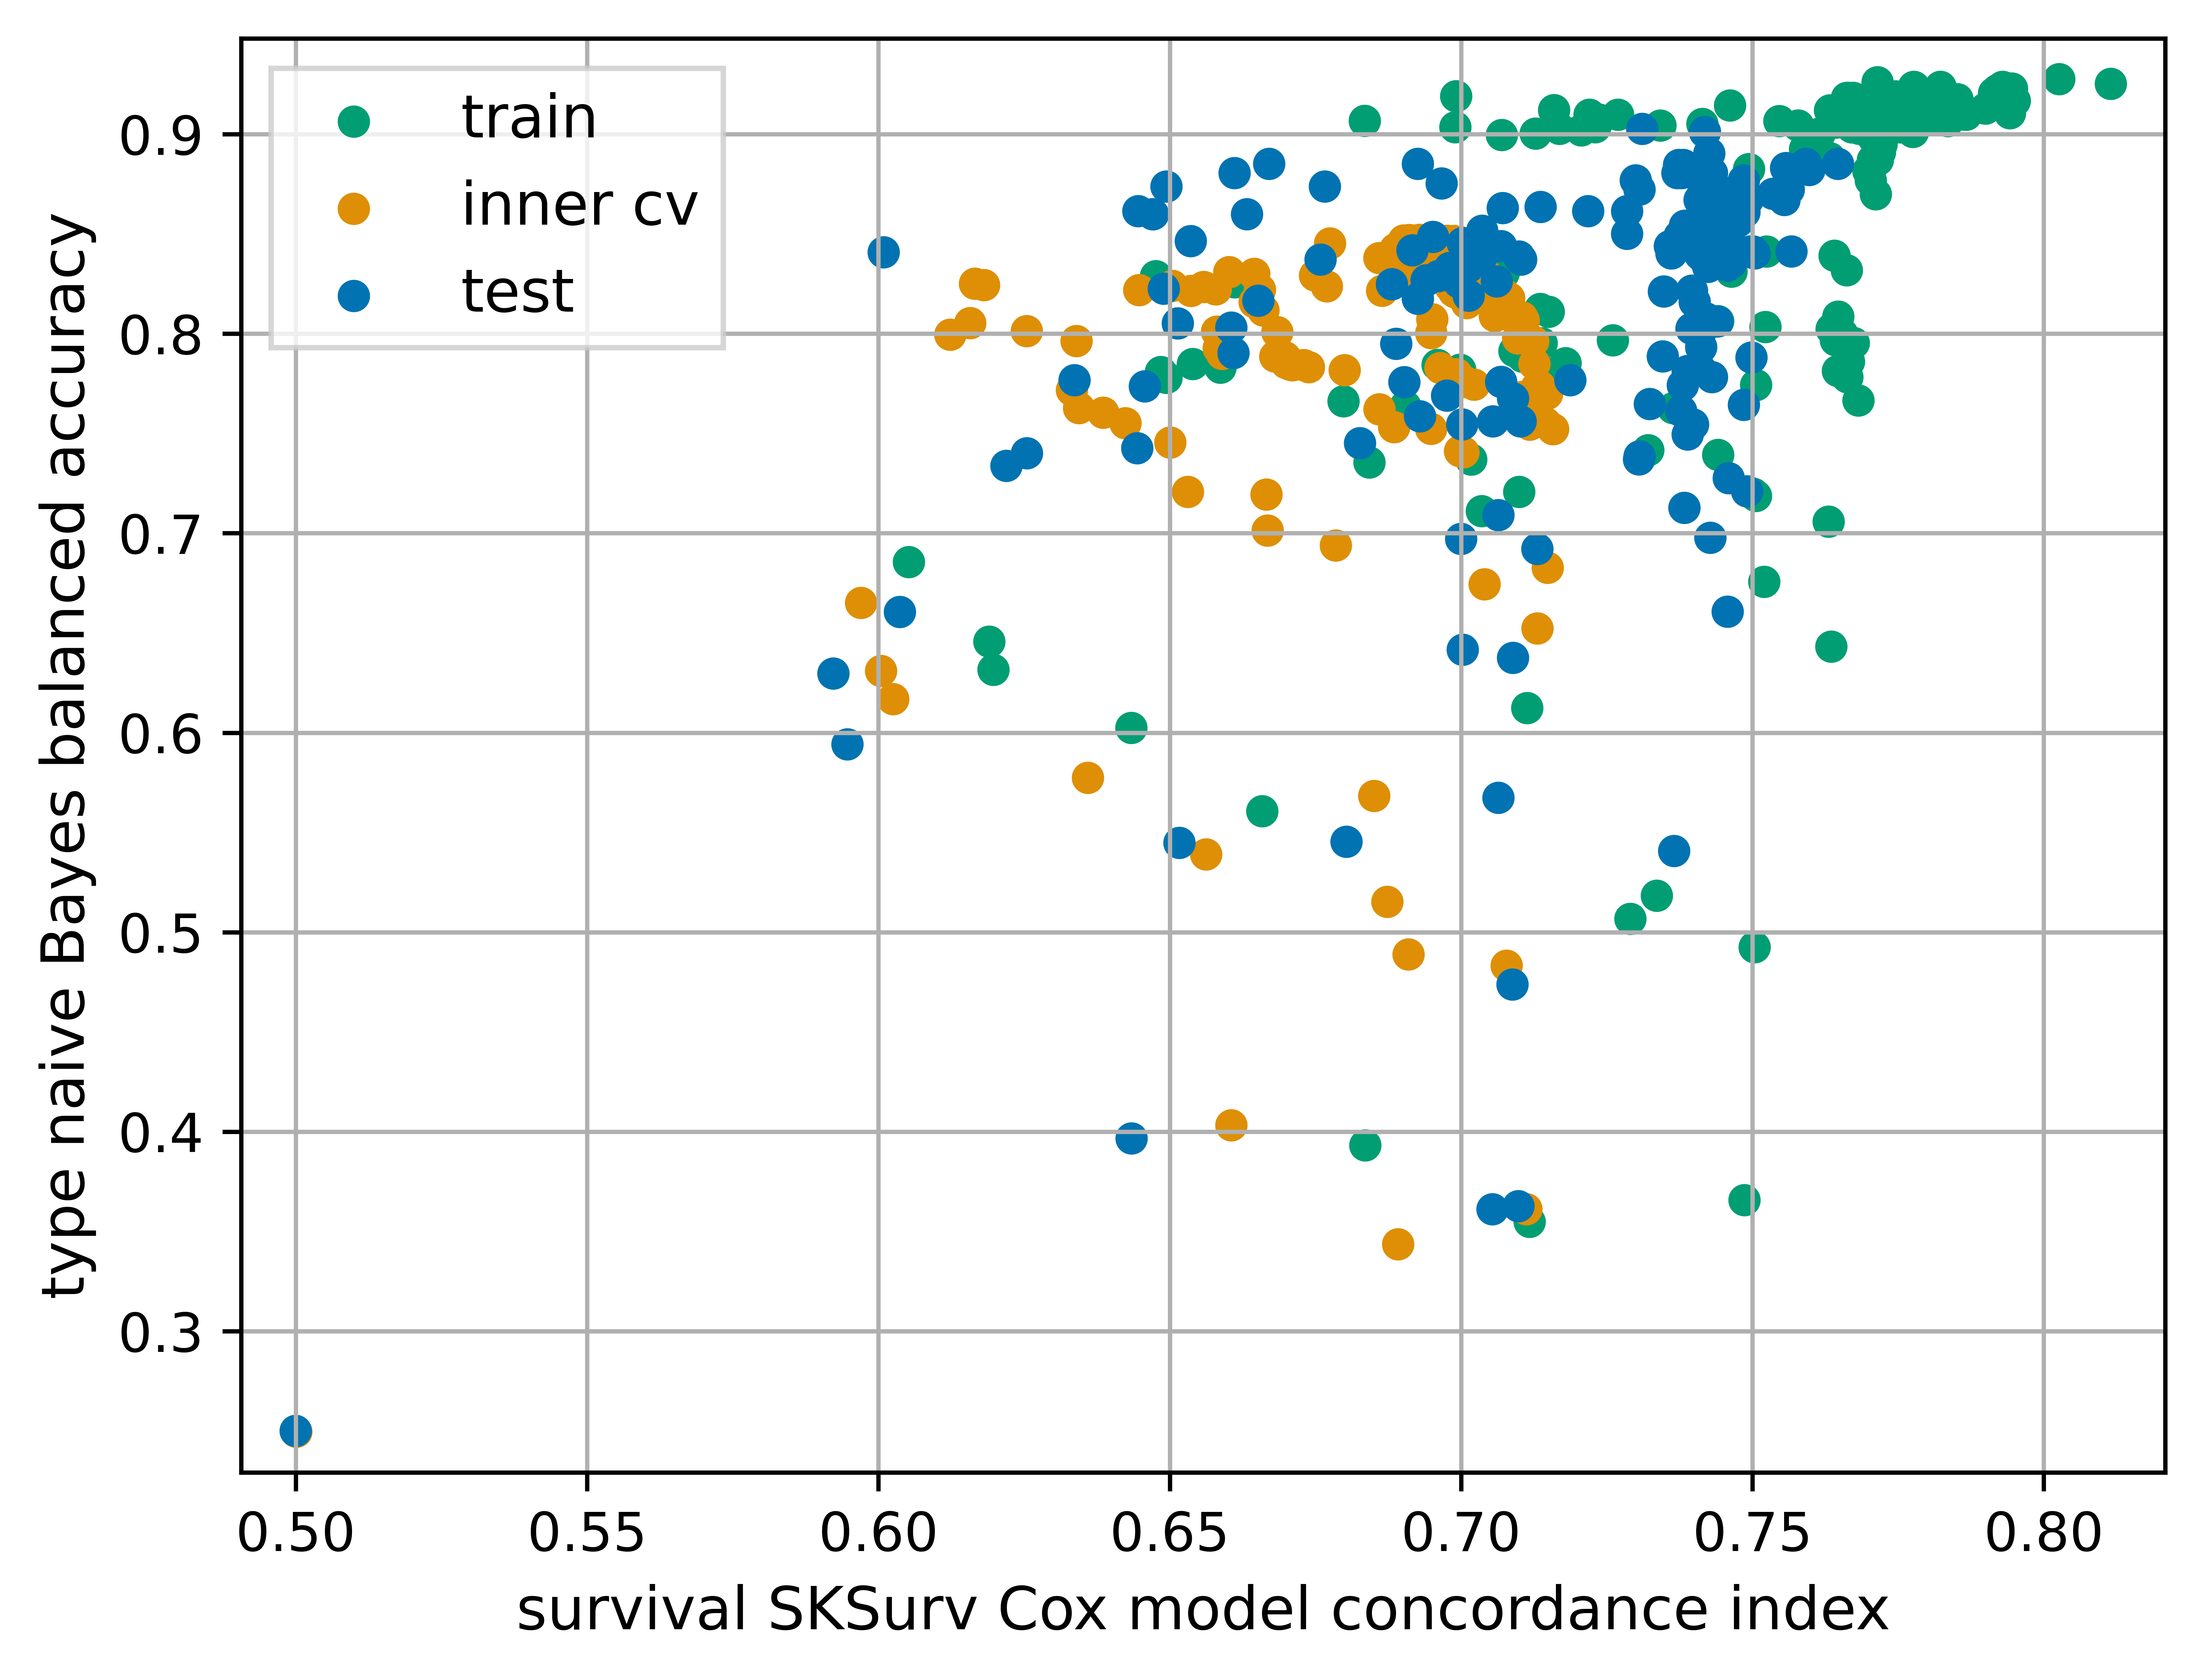 train
inner cv
test
type naive Bayes balanced accuracy
0.9
0.8
0.7
0.6
0.5
0.4
0.3
0.50 0.55 0.60 0.65 0.70 0.75 0.80
survival SKSurv Cox model concordance index